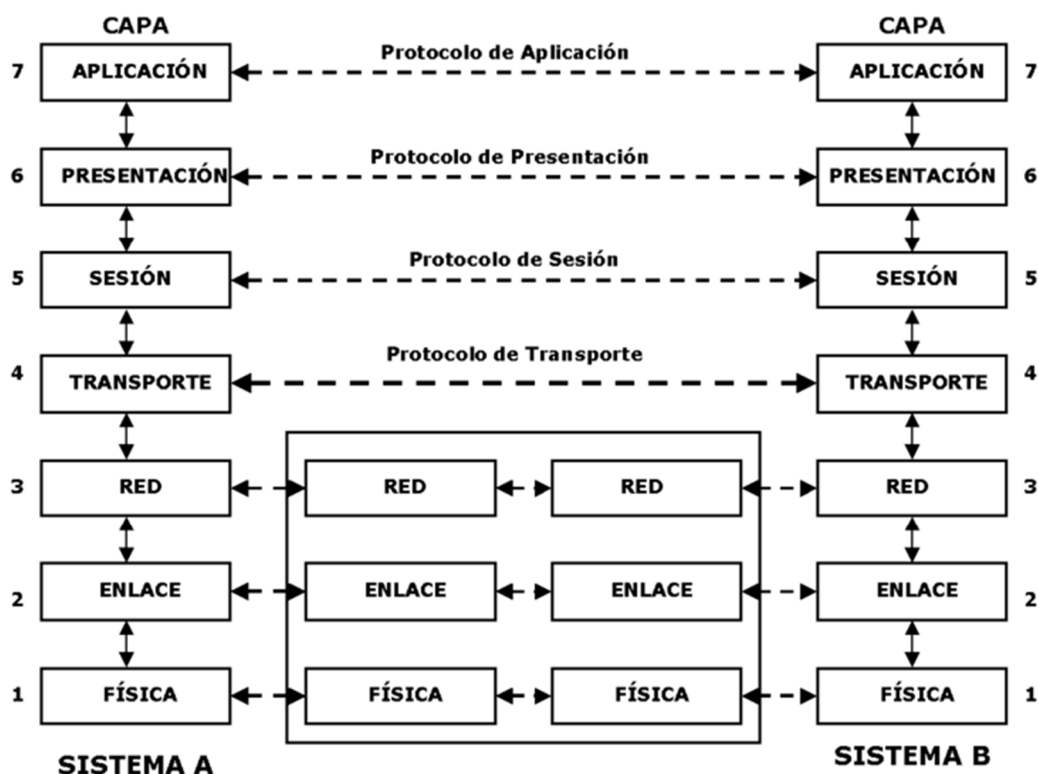 CAPA
CAPA
Protocolo de Aplicación
7 APLICACIÓN APLICACIÓN 7
Protocolo de Presentación
6 PRESENTACIÓN PRESENTACIÓN 6
Protocolo de Sesión
5 SESIÓN SESIÓN 5
Protocolo de Transporte
4 TRANSPORTE TRANSPORTE 4
3 RED RED RED RED 3
2 ENLACE ENLACE ENLACE ENLACE 2
1 FÍSICA FÍSICA FÍSICA FÍSICA 1
SISTEMA A
SISTEMA B